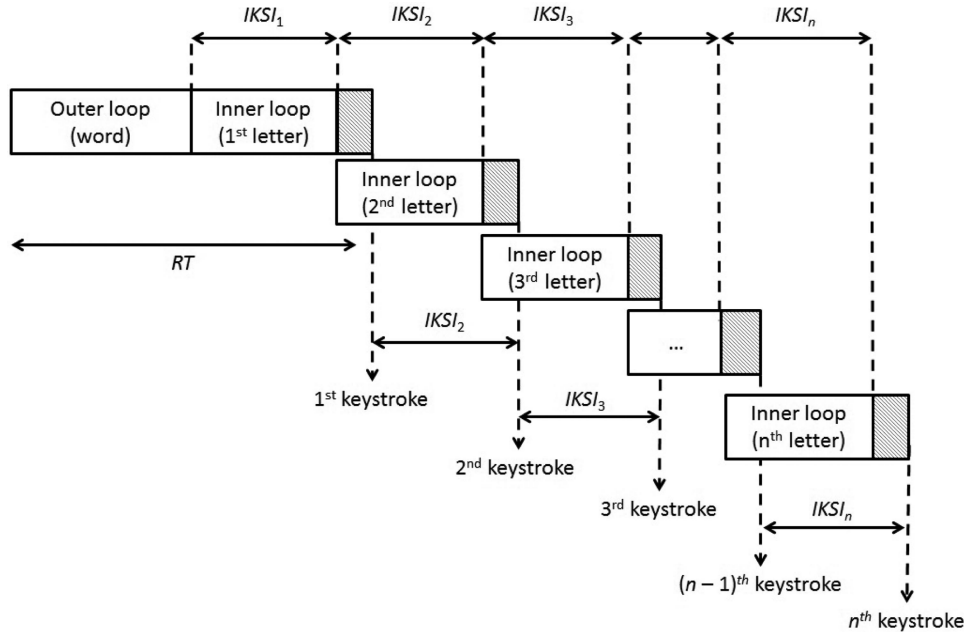 IKSI₁ IKSI₂ IKSI₃ IKSIₙ
Outer loop
(word)
Inner loop
(1st letter)
Inner loop
(2nd letter)
Inner loop
(3rd letter)
RT
IKSI₂
...
1st keystroke
IKSI₃
Inner loop
(nth letter)
2nd keystroke
3rd keystroke
IKSIₙ
(n – 1)th keystroke
nth keystroke